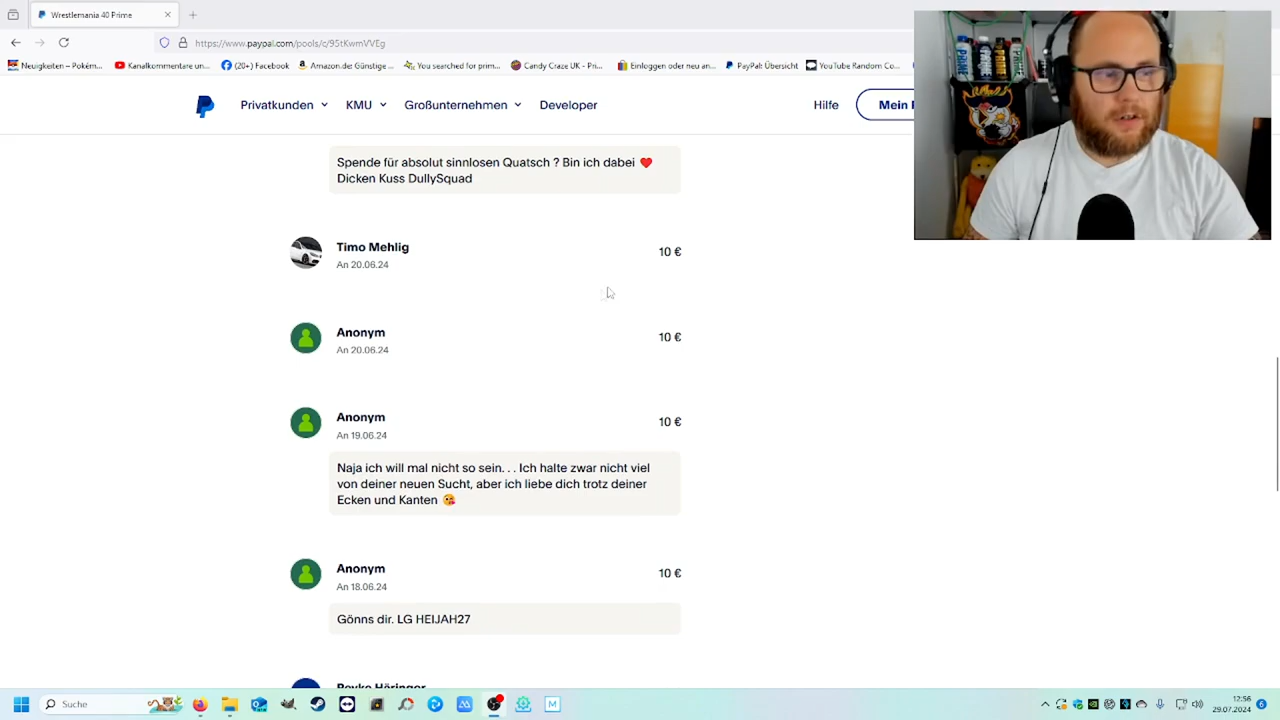 Wrestlemania 40 Prime
https://www.paypal.com/pools/c/95tKwmVVEg
Neuigkeiten – Pokém...
Kanalkommentare un...
(20+)
Amazon.de: Günstige ...
You searched for prim...
Candy Craze UK - Pri...
Einloggen oder neu an...
PayPal: Übersicht
YouTube Random Co...
Privatkunden
KMU
Großunternehmen
Developer
Hilfe
Mein
Spende für absolut sinnlosen Quatsch ? Bin ich dabei ❤️
Dicken Kuss DullySquad
Timo Mehlig
10 €
An 20.06.24
Anonym
10 €
An 20.06.24
Anonym
10 €
An 19.06.24
Naja ich will mal nicht so sein. . . Ich halte zwar nicht viel
von deiner neuen Sucht, aber ich liebe dich trotz deiner
Ecken und Kanten 😘
Anonym
10 €
An 18.06.24
Gönns dir. LG HEIJAH27
Höringer
Suche
12:56
29.07.2024
6